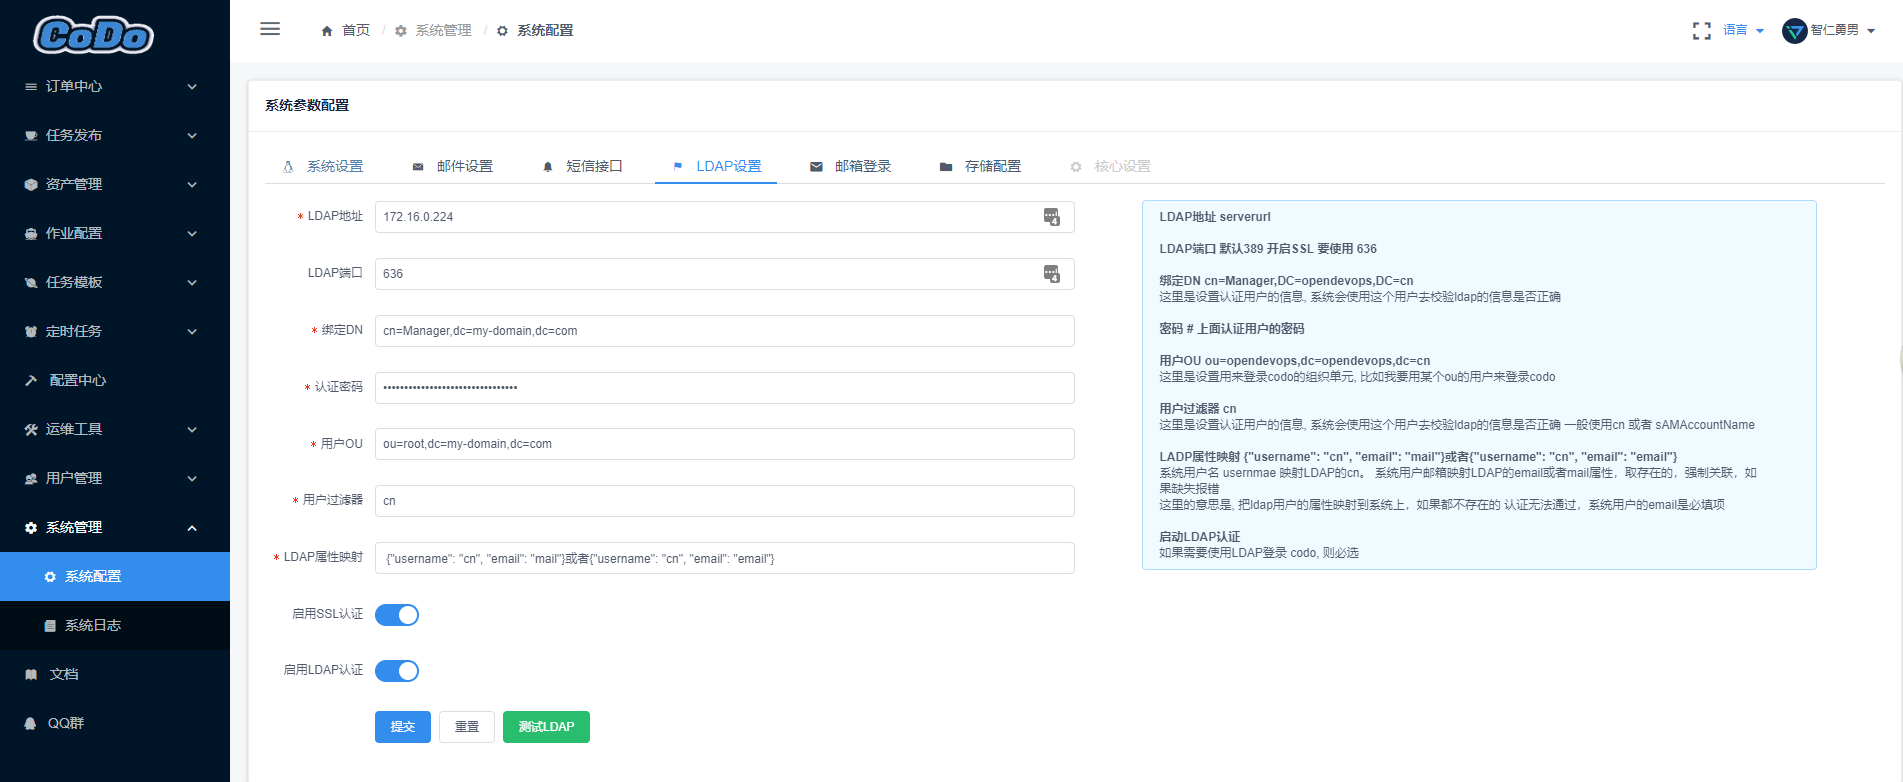 CoDo
订单中心
任务发布
资产管理
作业配置
任务模板
定时任务
配置中心
运维工具
用户管理
系统管理
系统配置
系统日志
文档
QQ群
首页 / 系统管理 / 系统配置
语言
智仁勇男
系统参数配置
系统设置
邮件设置
短信接口
LDAP设置
邮箱登录
存储配置
核心设置
* LDAP地址 172.16.0.224
LDAP端口 636
* 绑定DN cn=Manager,dc=my-domain,dc=com
* 认证密码 ••••••••••••••••••••••••••••••••
* 用户OU ou=root,dc=my-domain,dc=com
* 用户过滤器 cn
* LDAP属性映射 {"username": "cn", "email": "mail"}或者{"username": "cn", "email": "email"}
启用SSL认证
启用LDAP认证
提交 重置 测试LDAP
LDAP地址 serverurl
LDAP端口 默认389 开启SSL 要使用 636
绑定DN cn=Manager,DC=opendevops,DC=cn
这里是设置认证用户的信息, 系统会使用这个用户去校验ldap的信息是否正确
密码 # 上面认证用户的密码
用户OU ou=opendevops,dc=opendevops,dc=cn
这里是设置用来登录codo的组织单元, 比如我要用某个ou的用户来登录codo
用户过滤器 cn
这里是设置认证用户的信息, 系统会使用这个用户去校验ldap的信息是否正确 一般使用cn 或者 sAMAccountName
LADP属性映射 {"username": "cn", "email": "mail"}或者{"username": "cn", "email": "email"}
系统用户名 usernmae 映射LDAP的cn。 系统用户邮箱映射LDAP的email或者mail属性，取存在的，强制关联，如
果缺失报错
这里的意思是, 把ldap用户的属性映射到系统上，如果都不存在的 认证无法通过，系统用户的email是必填项
启动LDAP认证
如果需要使用LDAP登录 codo, 则必选